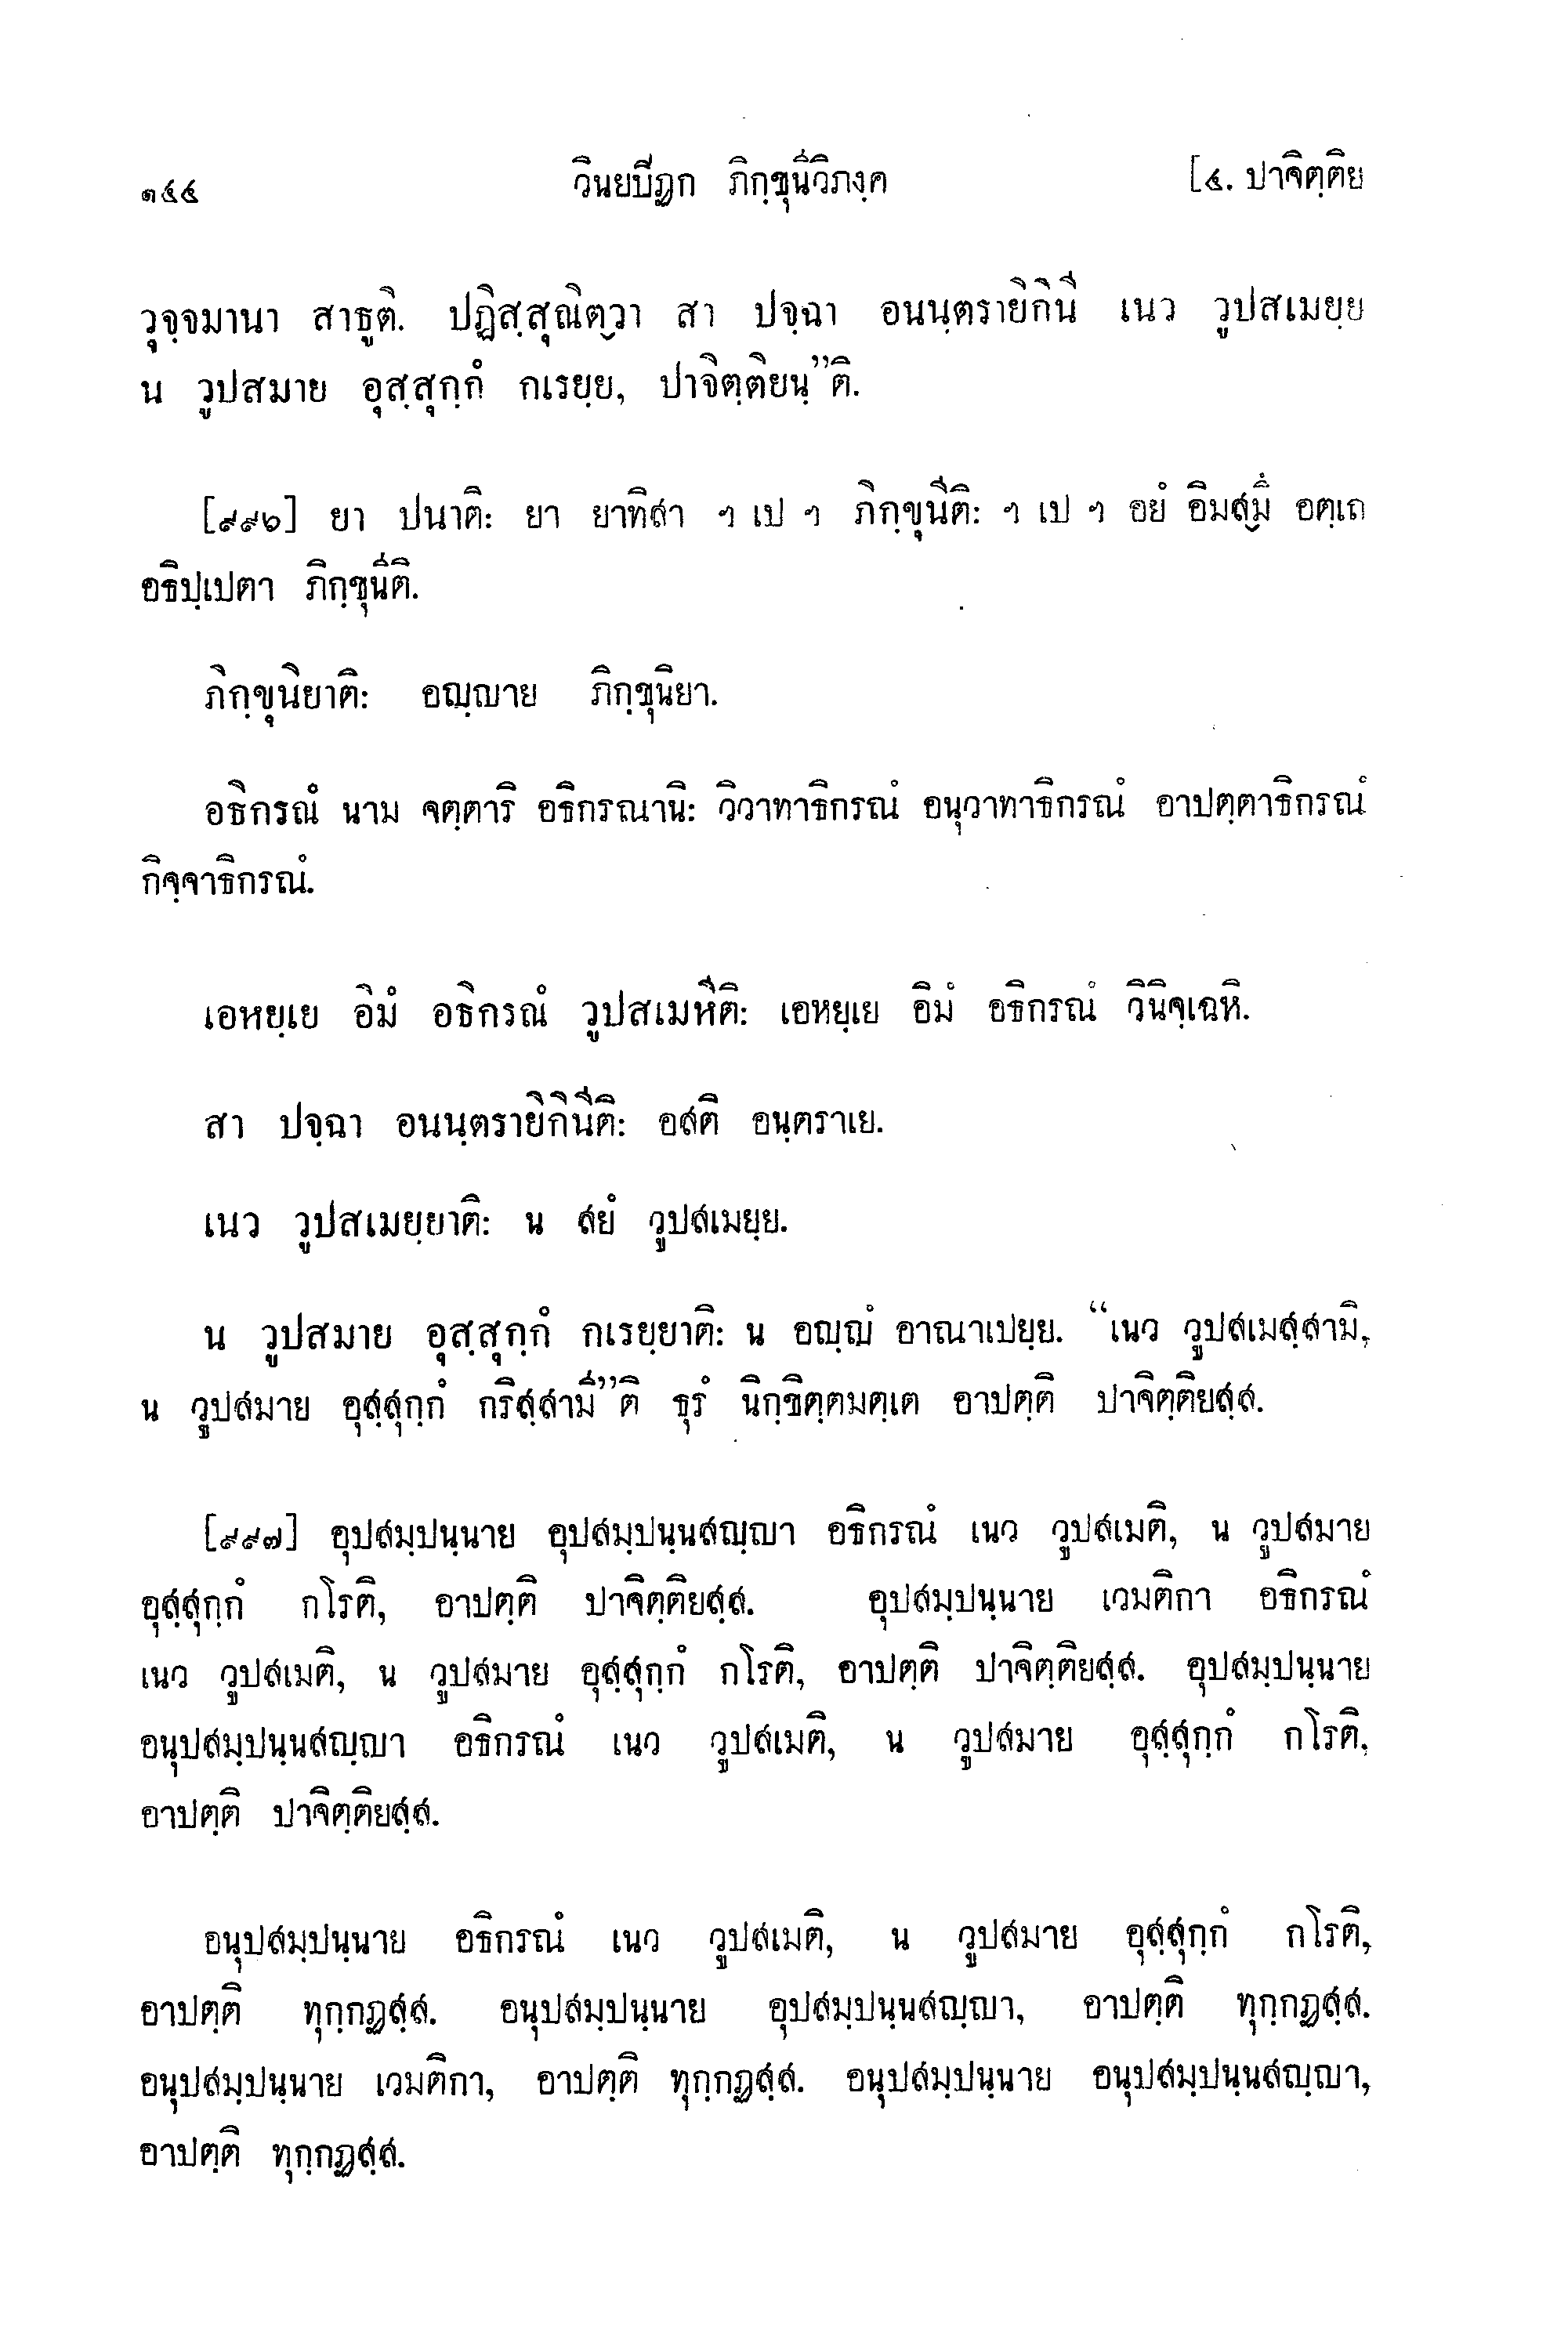 ๑๔๔ วินยปิฏก ภิกฺขุนีวิภงฺค [๔. ปาจิตฺติย
วุจฺจมานา สาธูติ. ปฏิสฺสุณิตฺวา สา ปจฺฉา อนนฺตรายิกินี เนว วูปสเมยฺย
น วูปสมาย อุสฺสุกฺกํ กเรยฺย, ปาจิตฺติยนฺ”ติ.
[๙๙๖] ยา ปนาติ: ยา ยาทิสา ฯ เป ฯ ภิกฺขุนีติ: ฯ เป ฯ อยํ อิมสฺมึ อตฺเถ
อธิปฺเปตา ภิกฺขุนีติ.
ภิกฺขุนิยาติ: อญฺญาย ภิกฺขุนิยา.
อธิกรณํ นาม จตฺตาริ อธิกรณานิ: วิวาทาธิกรณํ อนุวาทาธิกรณํ อาปตฺตาธิกรณํ
กิจฺจาธิกรณํ.
เอหยฺเย อิมํ อธิกรณํ วูปสเมหีติ: เอหยฺเย อิมํ อธิกรณํ วินิจฺเฉหิ.
สา ปจฺฉา อนนฺตรายิกินีติ: อสติ อนฺตราเย.
เนว วูปสเมยฺยาติ: น สยํ วูปสเมยฺย.
น วูปสมาย อุสฺสุกฺกํ กเรยฺยาติ: น อญฺญํ อาณาเปยฺย. “เนว วูปสเมสฺสามิ,
น วูปสมาย อุสฺสุกฺกํ กริสฺสามี”ติ ธุรํ นิกฺขิตฺตมตฺเต อาปตฺติ ปาจิตฺติยสฺส.
[๙๙๗] อุปสมฺปนฺนาย อุปสมฺปนฺนสญฺญา อธิกรณํ เนว วูปสเมติ, น วูปสมาย
อุสฺสุกฺกํ กโรติ, อาปตฺติ ปาจิตฺติยสฺส. อุปสมฺปนฺนาย เวมติกา อธิกรณํ
เนว วูปสเมติ, น วูปสมาย อุสฺสุกฺกํ กโรติ, อาปตฺติ ปาจิตฺติยสฺส. อุปสมฺปนฺนาย
อนุปสมฺปนฺนสญฺญา อธิกรณํ เนว วูปสเมติ, น วูปสมาย อุสฺสุกฺกํ กโรติ,
อาปตฺติ ปาจิตฺติยสฺส.
อนุปสมฺปนฺนาย อธิกรณํ เนว วูปสเมติ, น วูปสมาย อุสฺสุกฺกํ กโรติ,
อาปตฺติ ทุกฺกฏสฺส. อนุปสมฺปนฺนาย อุปสมฺปนฺนสญฺญา, อาปตฺติ ทุกฺกฏสฺส.
อนุปสมฺปนฺนาย เวมติกา, อาปตฺติ ทุกฺกฏสฺส. อนุปสมฺปนฺนาย อนุปสมฺปนฺนสญฺญา,
อาปตฺติ ทุกฺกฏสฺส.